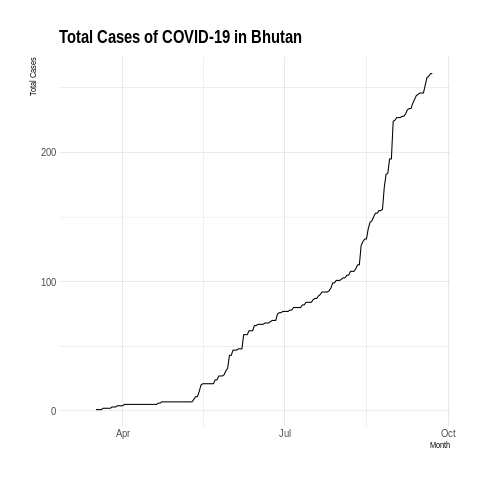 Total Cases of COVID-19 in Bhutan
Total Cases
200
100
0
Apr Jul Oct
Month